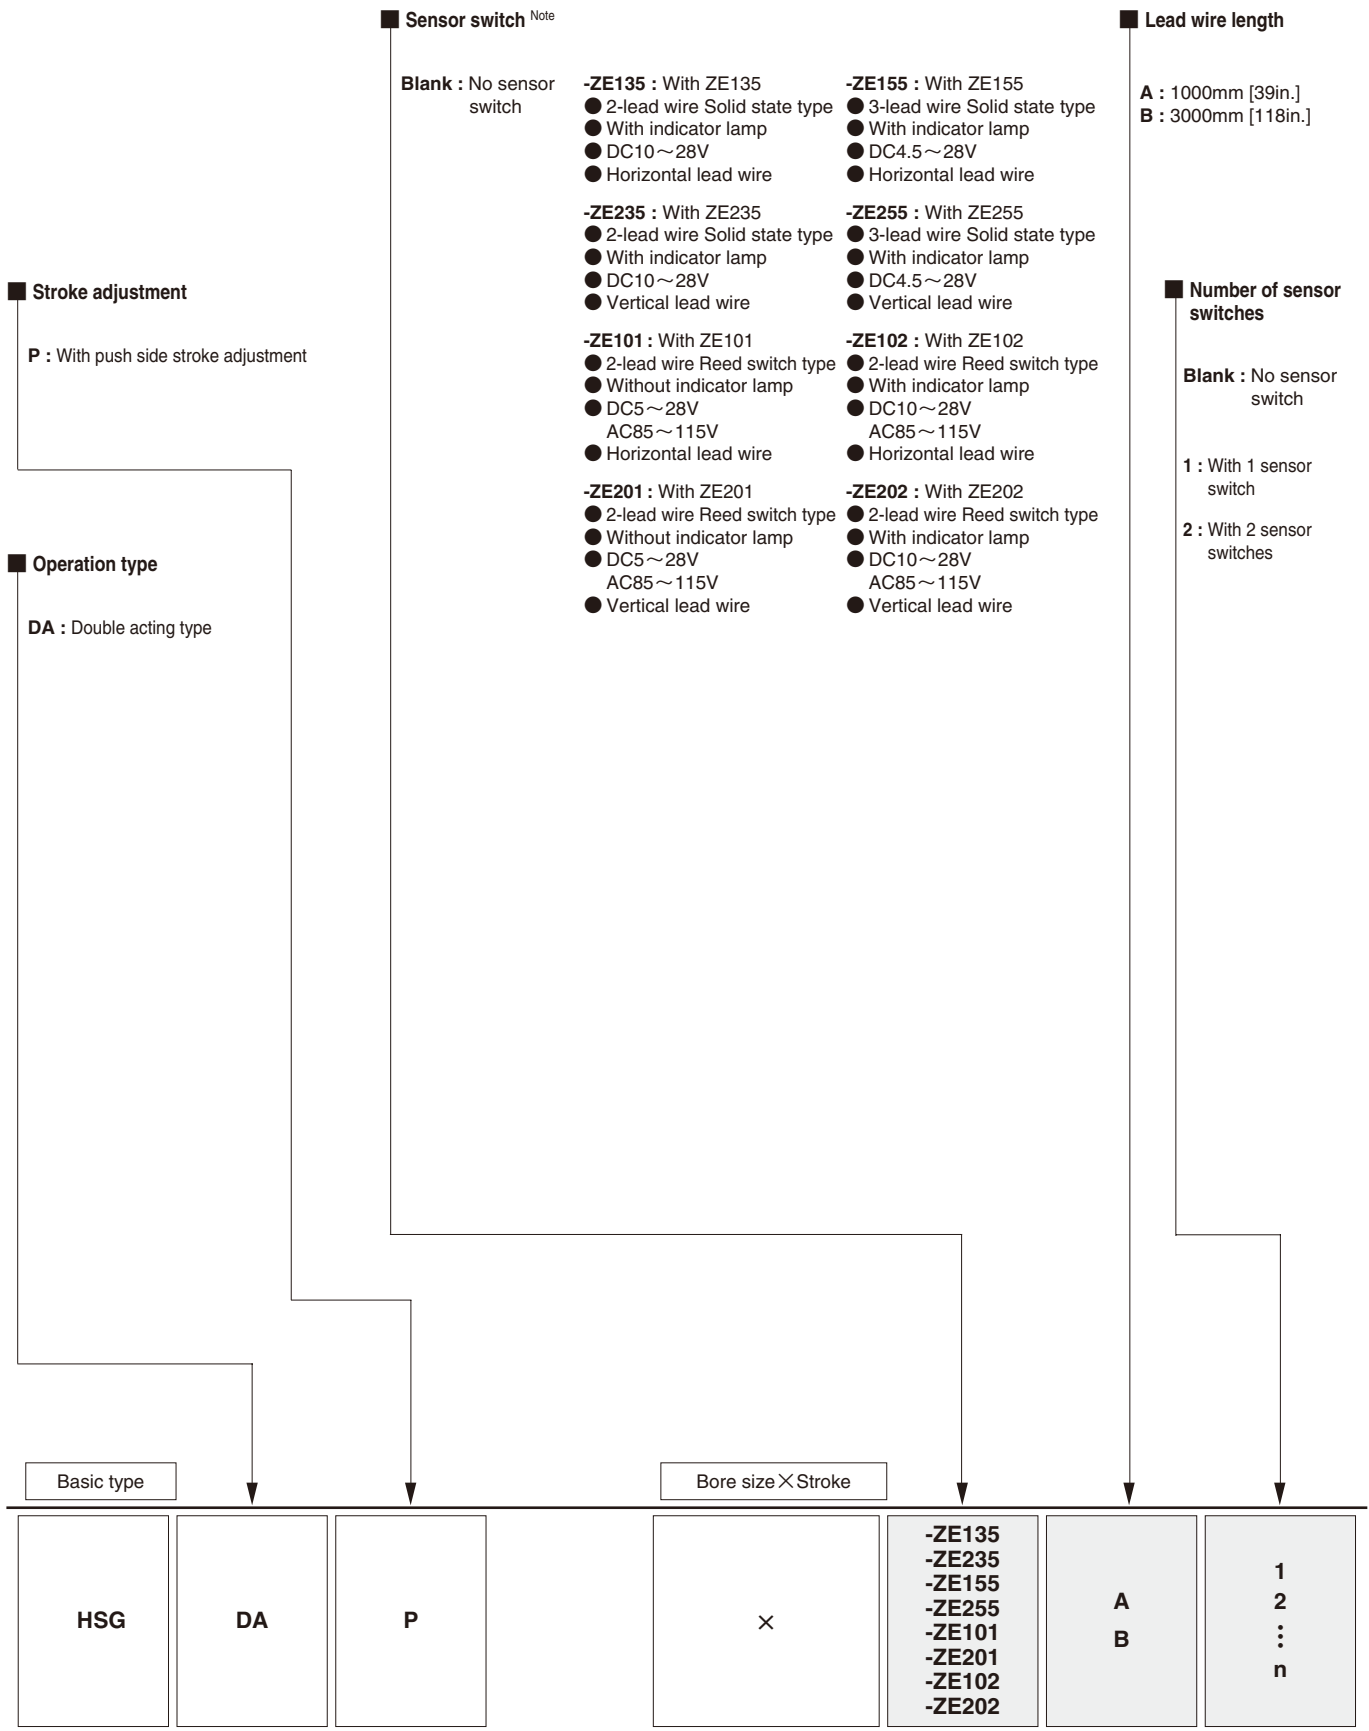 ■ Sensor switch Note
Blank : No sensor
switch
-ZE135 : With ZE135
● 2-lead wire Solid state type
● With indicator lamp
● DC10～28V
● Horizontal lead wire
-ZE155 : With ZE155
● 3-lead wire Solid state type
● With indicator lamp
● DC4.5～28V
● Horizontal lead wire
-ZE235 : With ZE235
● 2-lead wire Solid state type
● With indicator lamp
● DC10～28V
● Vertical lead wire
-ZE255 : With ZE255
● 3-lead wire Solid state type
● With indicator lamp
● DC4.5～28V
● Vertical lead wire
-ZE101 : With ZE101
● 2-lead wire Reed switch type
● Without indicator lamp
● DC5～28V
AC85～115V
● Horizontal lead wire
-ZE102 : With ZE102
● 2-lead wire Reed switch type
● With indicator lamp
● DC10～28V
AC85～115V
● Horizontal lead wire
-ZE201 : With ZE201
● 2-lead wire Reed switch type
● Without indicator lamp
● DC5～28V
AC85～115V
● Vertical lead wire
-ZE202 : With ZE202
● 2-lead wire Reed switch type
● With indicator lamp
● DC10～28V
AC85～115V
● Vertical lead wire
■ Lead wire length
A : 1000mm [39in.]
B : 3000mm [118in.]
■ Number of sensor
switches
Blank : No sensor
switch
1 : With 1 sensor
switch
2 : With 2 sensor
switches
■ Stroke adjustment
P : With push side stroke adjustment
■ Operation type
DA : Double acting type
Basic type
Bore size×Stroke
HSG
DA
P
×
-ZE135
-ZE235
-ZE155
-ZE255
-ZE101
-ZE201
-ZE102
-ZE202
A
B
1
2
⋮
n